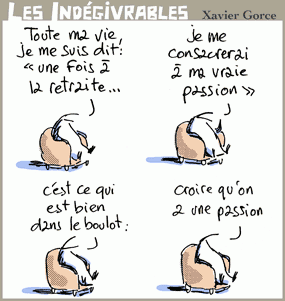 LES INDÉGIVRABLES
Xavier Gorce
Toute ma vie,
je me suis dit:
« une fois à
la retraite...
je me
consacrerai
à ma vraie
passion »
c'est ce qui
est bien
dans le boulot:
croire qu'on
a une passion